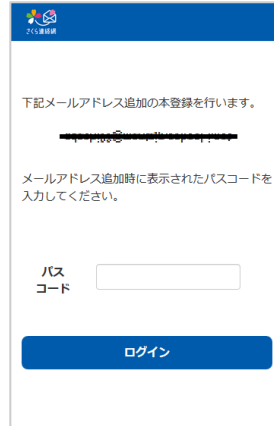 さくら連絡網
下記メールアドレス追加の本登録を行います。
メールアドレス追加時に表示されたパスコードを
入力してください。
パス
コード
ログイン